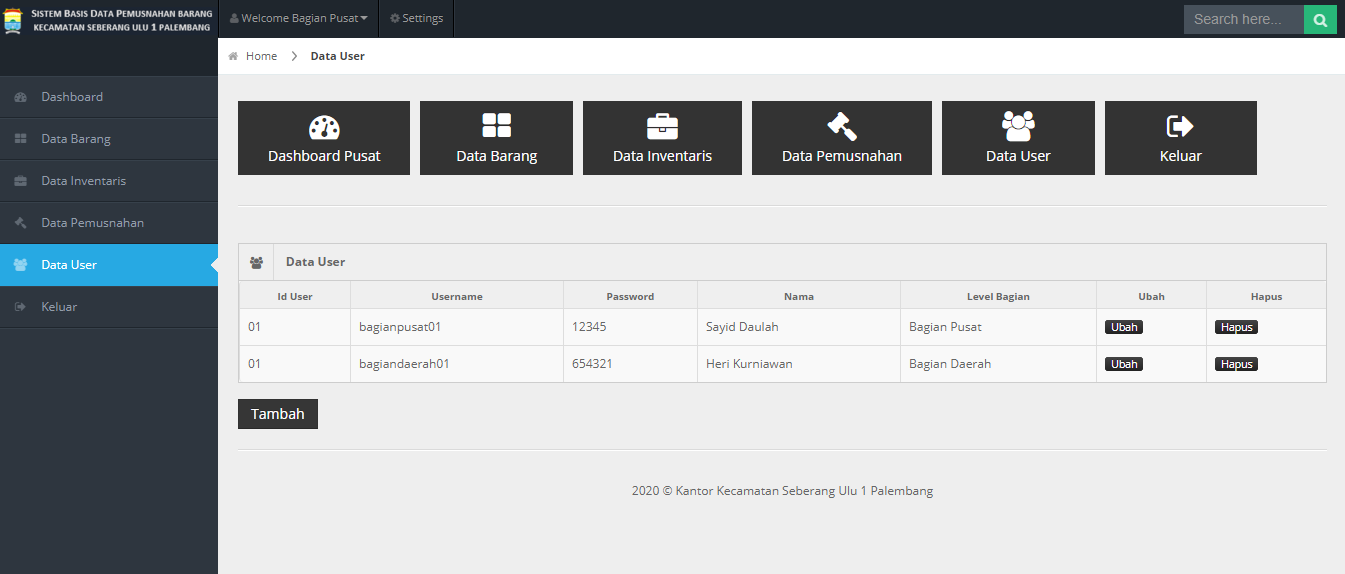 SISTEM BASIS DATA PEMUSNAHAN BARANG
KECAMATAN SEBERANG ULU 1 PALEMBANG
Welcome Bagian Pusat
Settings
Search here...
Home
Data User
Dashboard
Data Barang
Data Inventaris
Data Pemusnahan
Data User
Keluar
Dashboard Pusat
Data Barang
Data Inventaris
Data Pemusnahan
Data User
Keluar
Data User
Id User Username Password Nama Level Bagian Ubah Hapus
01 bagianpusat01 12345 Sayid Daulah Bagian Pusat Ubah Hapus
01 bagiandaerah01 654321 Heri Kurniawan Bagian Daerah Ubah Hapus
Tambah
2020 © Kantor Kecamatan Seberang Ulu 1 Palembang